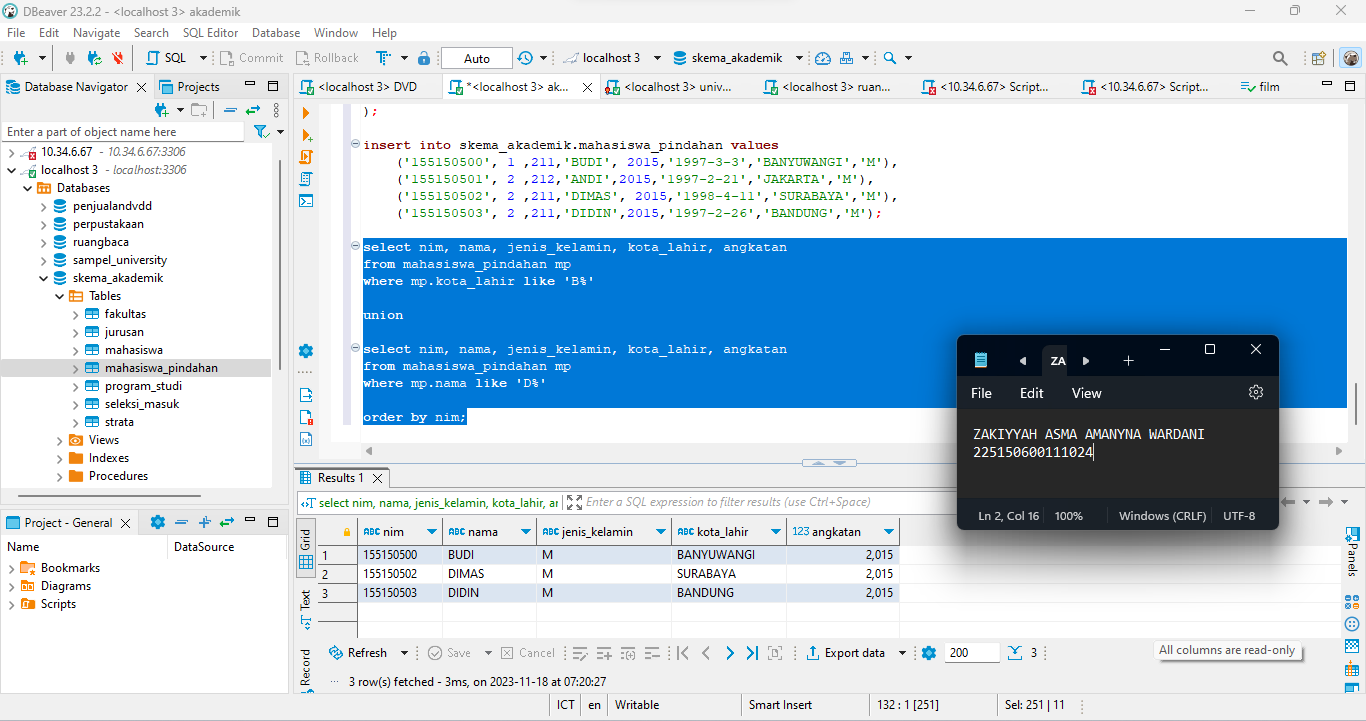 DBeaver 23.2.2 - <localhost 3> akademik
File Edit Navigate Search SQL Editor Database Window Help
SQL Commit Rollback Auto localhost 3 skema_akademik
Database Navigator Projects
<localhost 3> DVD *<localhost 3> ak... <localhost 3> univ... <localhost 3> ruan... <10.34.6.67> Script... <10.34.6.67> Script... film
Enter a part of object name here
10.34.6.67 - 10.34.6.67:3306
localhost 3 - localhost:3306
Databases
penjualandvdd
perpustakaan
ruangbaca
sampel_university
skema_akademik
Tables
fakultas
jurusan
mahasiswa
mahasiswa_pindahan
program_studi
seleksi_masuk
strata
Views
Indexes
Procedures
);
insert into skema_akademik.mahasiswa_pindahan values
('155150500', 1 ,211,'BUDI', 2015,'1997-3-3','BANYUWANGI','M'),
('155150501', 2 ,212,'ANDI',2015,'1997-2-21','JAKARTA','M'),
('155150502', 2 ,211,'DIMAS', 2015,'1998-4-11','SURABAYA','M'),
('155150503', 2 ,211,'DIDIN',2015,'1997-2-26','BANDUNG','M');
select nim, nama, jenis_kelamin, kota_lahir, angkatan
from mahasiswa_pindahan mp
where mp.kota_lahir like 'B%'
union
select nim, nama, jenis_kelamin, kota_lahir, angkatan
from mahasiswa_pindahan mp
where mp.nama like 'D%'
order by nim;
ZA
File Edit View
ZAKIYYAH ASMA AMANYNA WARDANI
225150600111024
Ln 2, Col 16 100% Windows (CRLF) UTF-8
Project - General
Name DataSource
Bookmarks
Diagrams
Scripts
Results 1
select nim, nama, jenis_kelamin, kota_lahir, ar Enter a SQL expression to filter results (use Ctrl+Space)
Grid
Text
Record
Panels
ABC nim ABC nama ABC jenis_kelamin ABC kota_lahir 123 angkatan
1 155150500 BUDI M BANYUWANGI 2,015
2 155150502 DIMAS M SURABAYA 2,015
3 155150503 DIDIN M BANDUNG 2,015
Refresh Save Cancel Export data 200 3
All columns are read-only
3 row(s) fetched - 3ms, on 2023-11-18 at 07:20:27
ICT en Writable Smart Insert 132 : 1 [251] Sel: 251 | 11